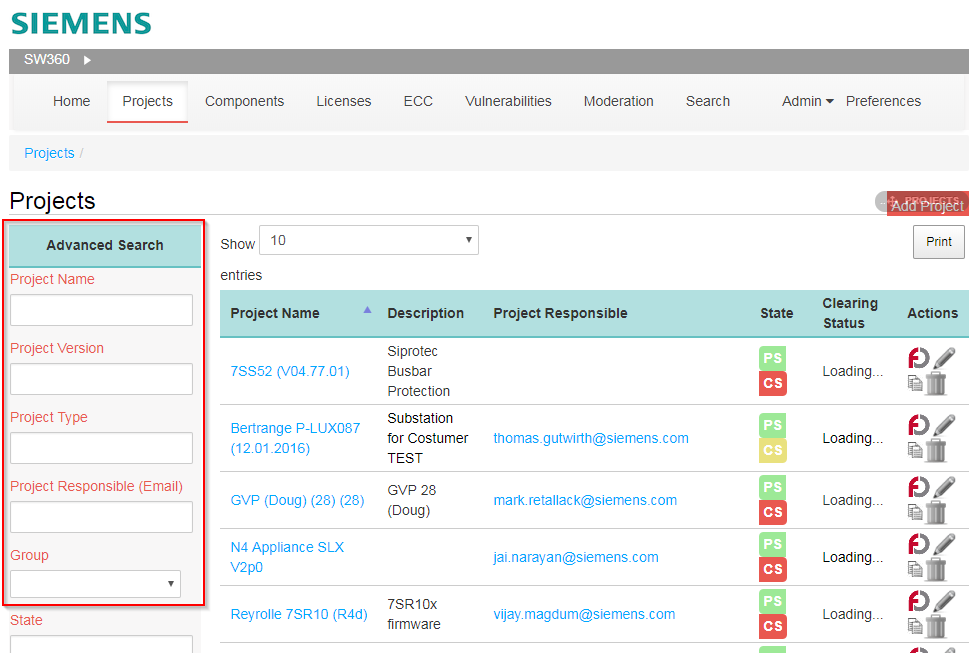 SIEMENS
SW360
Home Projects Components Licenses ECC Vulnerabilities Moderation Search Admin Preferences
Projects /
Projects
PROJECTS
Add Project
Advanced Search
Project Name
Project Version
Project Type
Project Responsible (Email)
Group
State
Show 10
entries
Print
Project Name Description Project Responsible State Clearing Status Actions
7SS52 (V04.77.01)
Siprotec
Busbar
Protection
PS
CS
Loading...
Bertrange P-LUX087
(12.01.2016)
Substation
for Costumer
TEST
thomas.gutwirth@siemens.com
PS
CS
Loading...
GVP (Doug) (28) (28)
GVP 28
(Doug)
mark.retallack@siemens.com
PS
CS
Loading...
N4 Appliance SLX
V2p0
jai.narayan@siemens.com
PS
CS
Loading...
Reyrolle 7SR10 (R4d)
7SR10x
firmware
vijay.magdum@siemens.com
PS
CS
Loading...